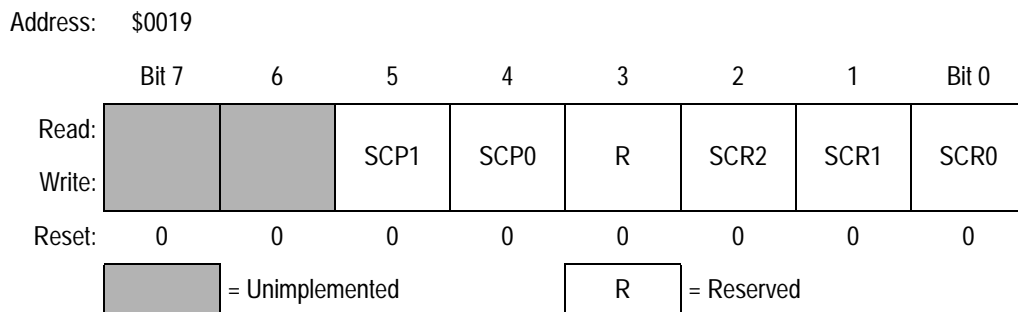 Address: $0019
Bit 7 6 5 4 3 2 1 Bit 0
Read:
SCP1 SCP0 R SCR2 SCR1 SCR0
Write:
Reset: 0 0 0 0 0 0 0 0
= Unimplemented R = Reserved